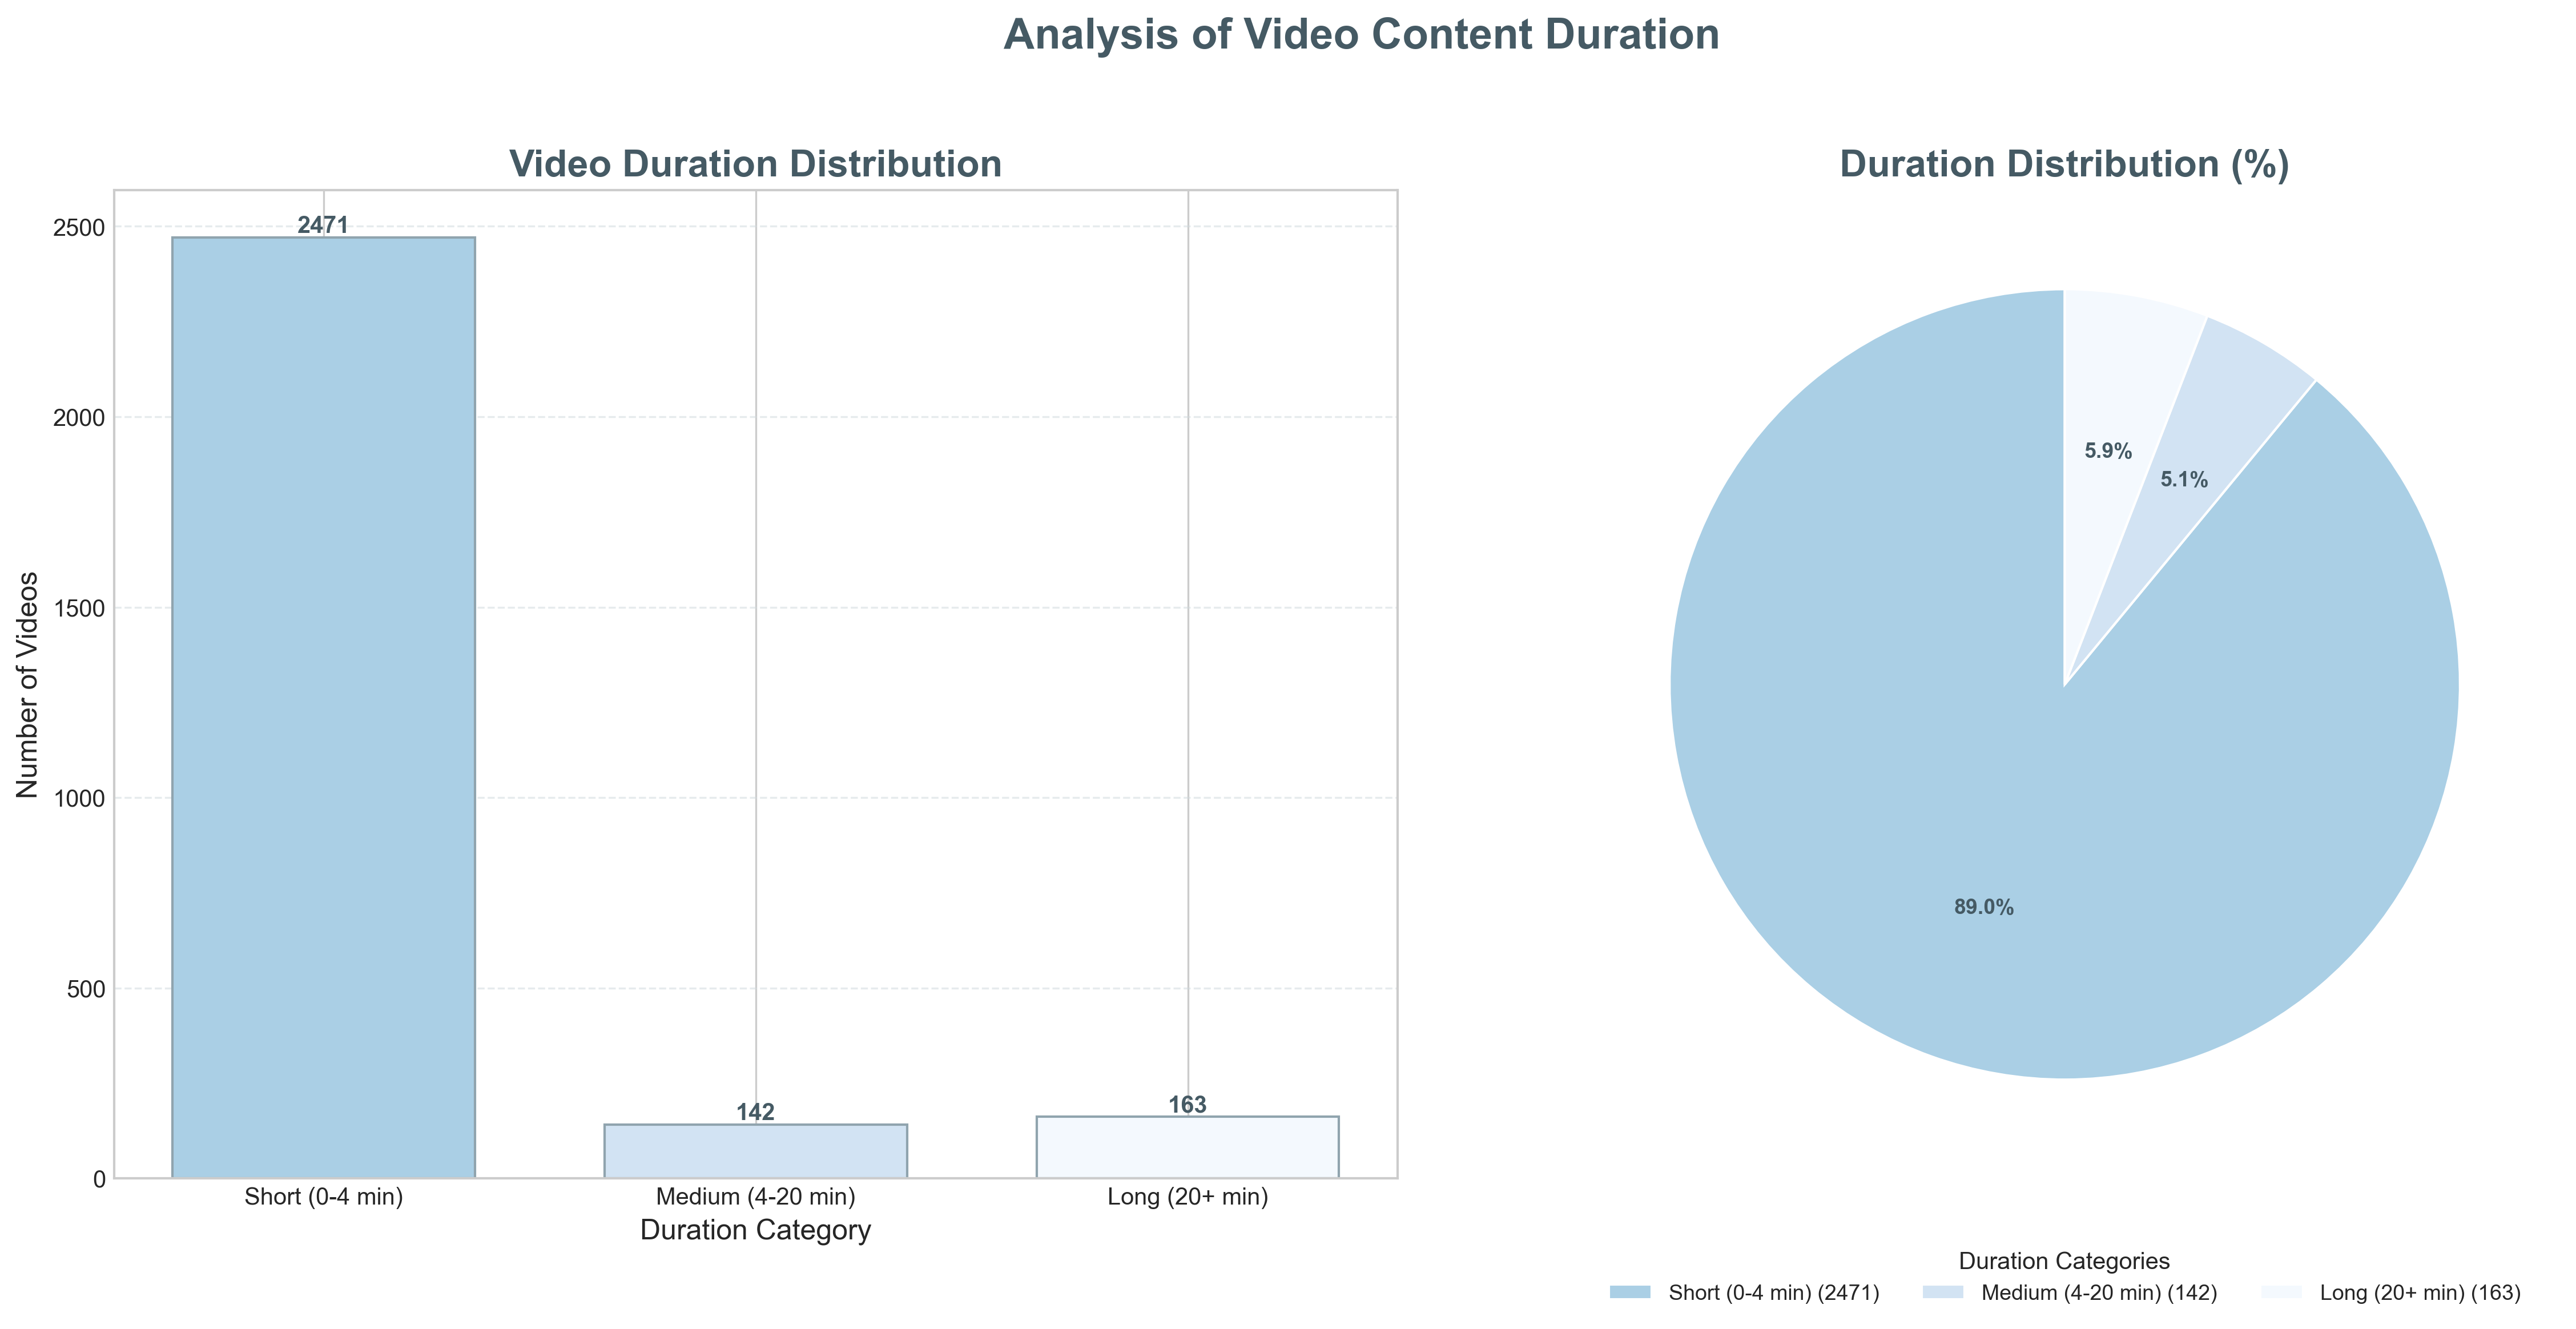 Analysis of Video Content Duration
Video Duration Distribution
Number of Videos
2500
2000
1500
1000
500
0
2471
142
163
Short (0-4 min)
Medium (4-20 min)
Long (20+ min)
Duration Category
Duration Distribution (%)
5.9%
5.1%
89.0%
Duration Categories
Short (0-4 min) (2471)
Medium (4-20 min) (142)
Long (20+ min) (163)